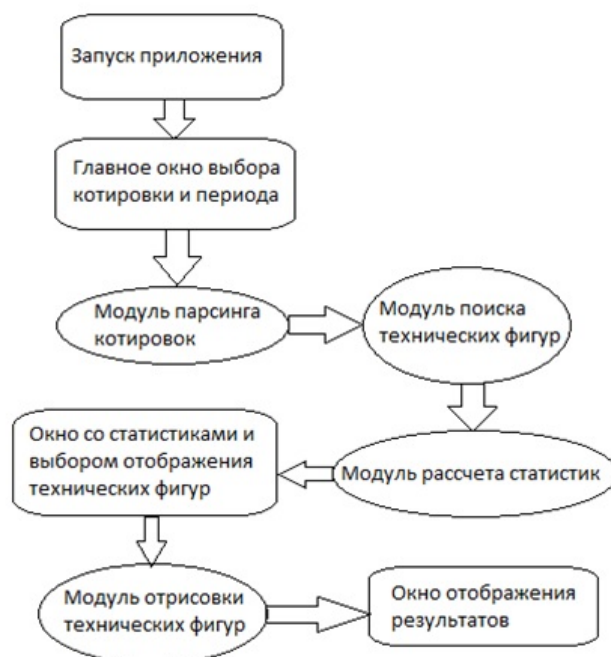 Запуск приложения
Главное окно выбора
котировки и периода
Модуль парсинга
котировок
Модуль поиска
технических фигур
Модуль рассчета статистик
Окно со статистиками и
выбором отображения
технических фигур
Модуль отрисовки
технических фигур
Окно отображения
результатов